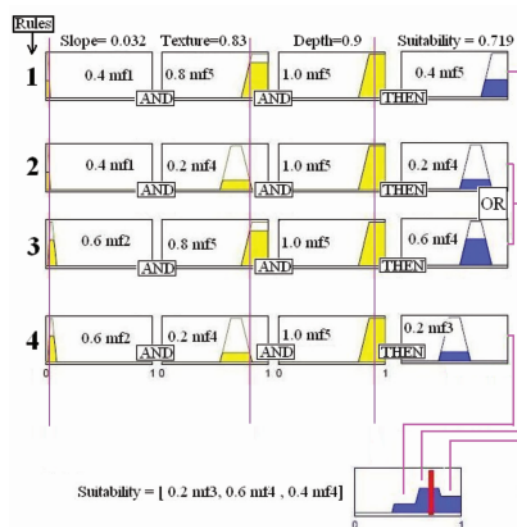 Rules
Slope= 0.032 Texture=0.83 Depth=0.9 Suitability = 0.719
1 0.4 mf1 0.8 mf5 1.0 mf5 0.4 mf5
AND AND THEN
2 0.4 mf1 0.2 mf4 1.0 mf5 0.2 mf4
AND AND THEN
OR
3 0.6 mf2 0.8 mf5 1.0 mf5 0.6 mf4
AND AND THEN
4 0.6 mf2 0.2 mf4 1.0 mf5 0.2 mf3
AND AND THEN
0 1 0 1 0 1
Suitability = [ 0.2 mf3, 0.6 mf4 , 0.4 mf4]
0 1